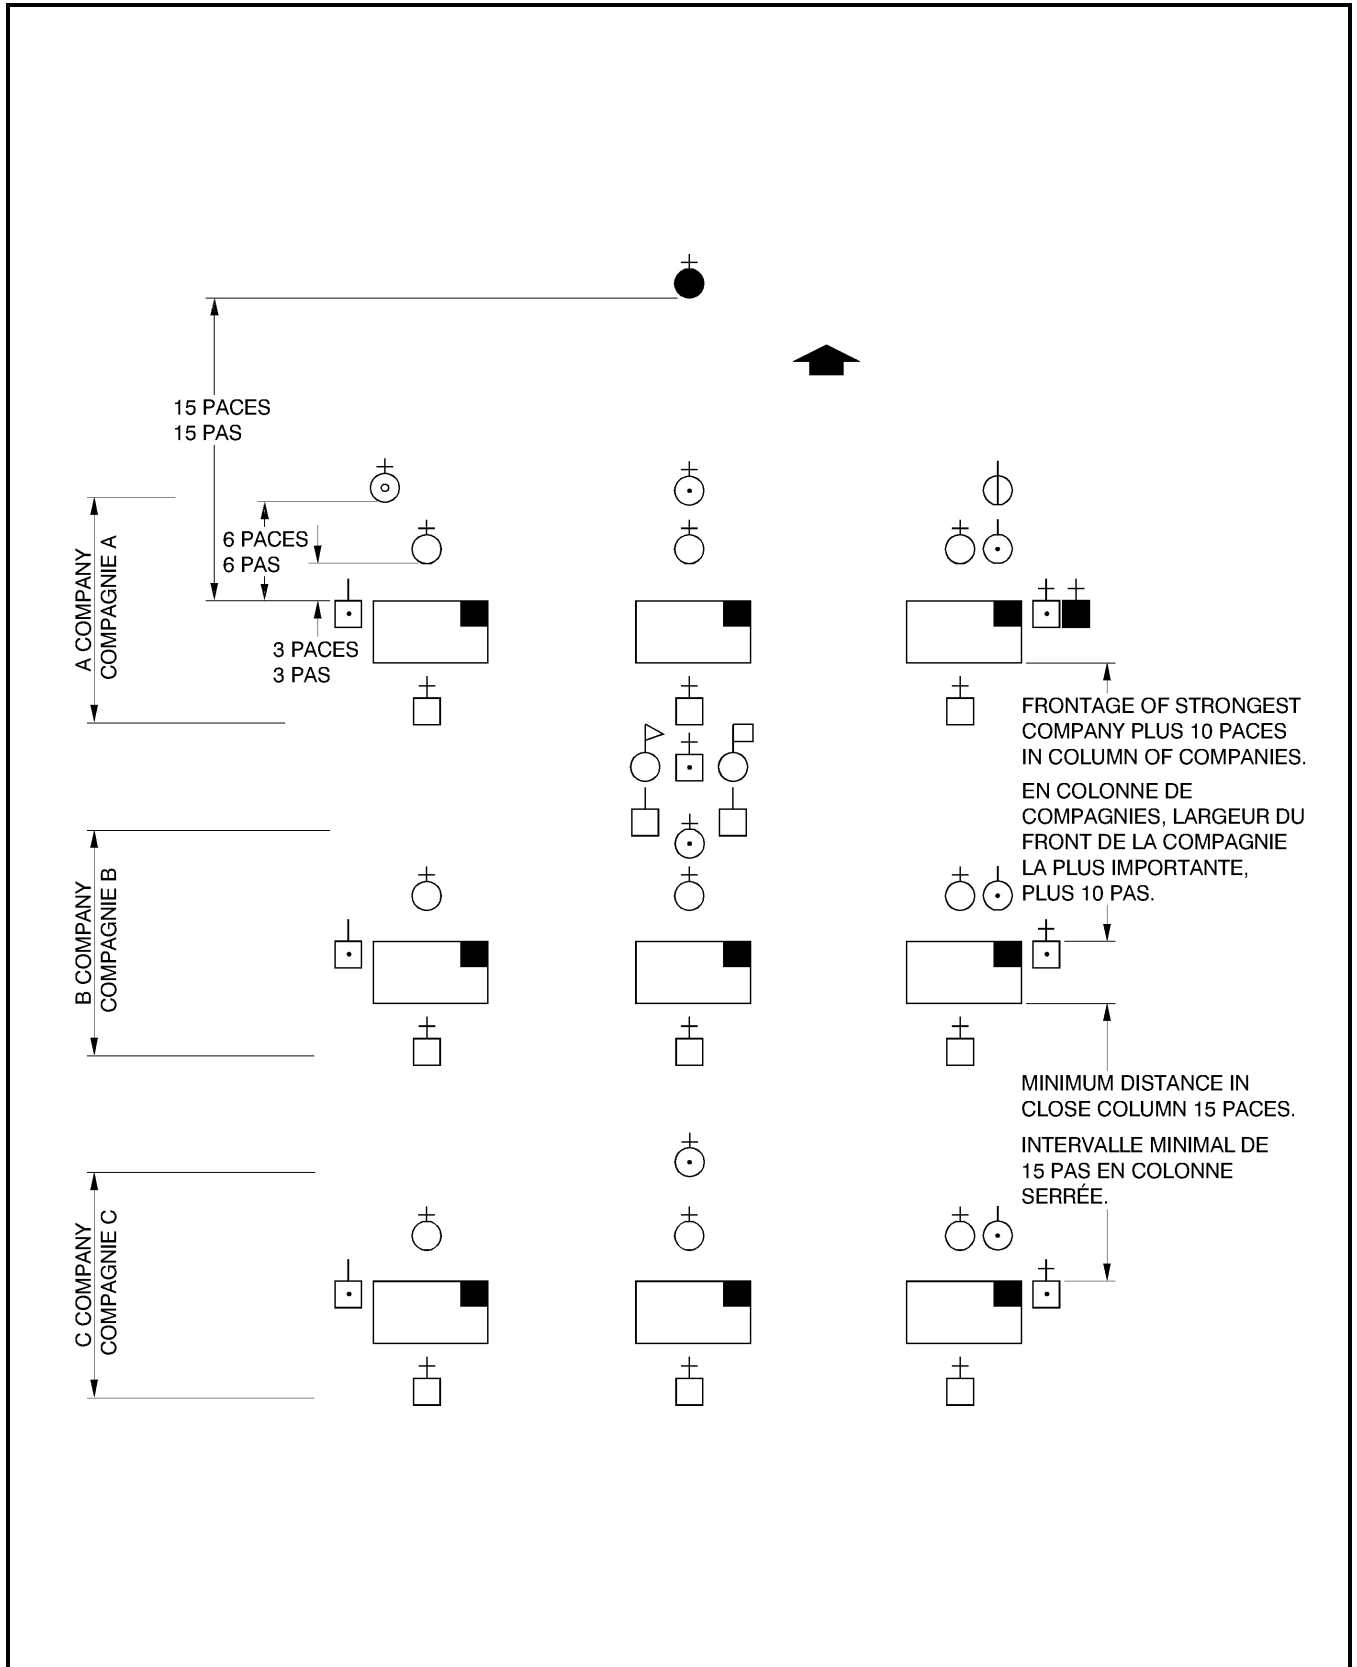 15 PACES
15 PAS
6 PACES
6 PAS
A COMPANY
COMPAGNIE A
3 PACES
3 PAS
FRONTAGE OF STRONGEST
COMPANY PLUS 10 PACES
IN COLUMN OF COMPANIES.
EN COLONNE DE
COMPAGNIES, LARGEUR DU
FRONT DE LA COMPAGNIE
LA PLUS IMPORTANTE,
PLUS 10 PAS.
B COMPANY
COMPAGNIE B
MINIMUM DISTANCE IN
CLOSE COLUMN 15 PACES.
INTERVALLE MINIMAL DE
15 PAS EN COLONNE
SERRÉE.
C COMPANY
COMPAGNIE C